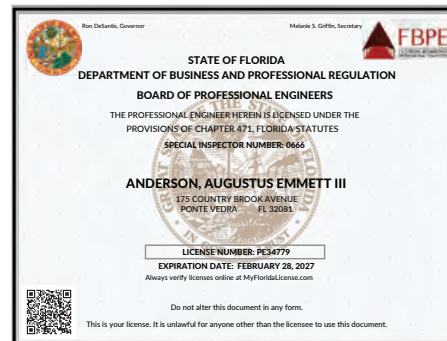 Ron DeSantis, Governor
Melanie S. Griffin, Secretary
FBPE
STATE OF FLORIDA
DEPARTMENT OF BUSINESS AND PROFESSIONAL REGULATION
BOARD OF PROFESSIONAL ENGINEERS
THE PROFESSIONAL ENGINEER HEREIN IS LICENSED UNDER THE
PROVISIONS OF CHAPTER 471, FLORIDA STATUTES
SPECIAL INSPECTOR NUMBER: 0666
ANDERSON, AUGUSTUS EMMETT III
175 COUNTRY BROOK AVENUE
PONTE VEDRA FL 32081
LICENSE NUMBER: PE34779
EXPIRATION DATE: FEBRUARY 28, 2027
Always verify licenses online at MyFloridaLicense.com
Do not alter this document in any form.
This is your license. It is unlawful for anyone other than the licensee to use this document.